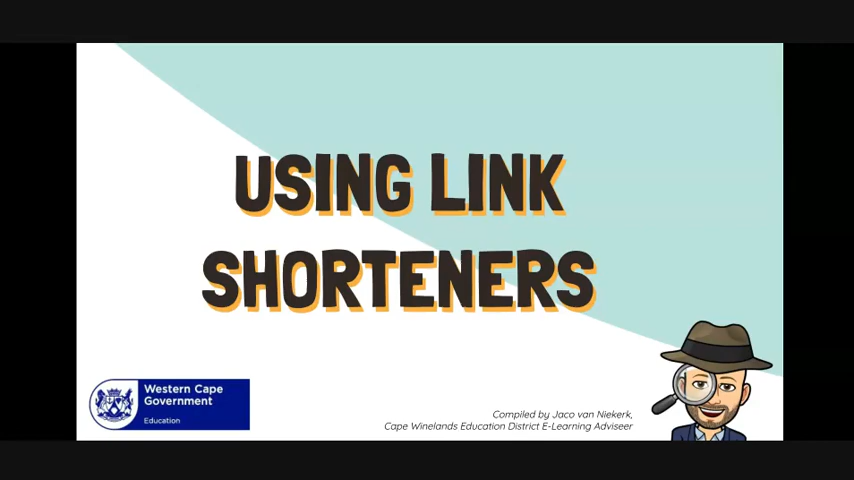 USING LINK
SHORTENERS
Western Cape
Government
Education
Compiled by Jaco van Niekerk,
Cape Winelands Education District E-Learning Adviseer